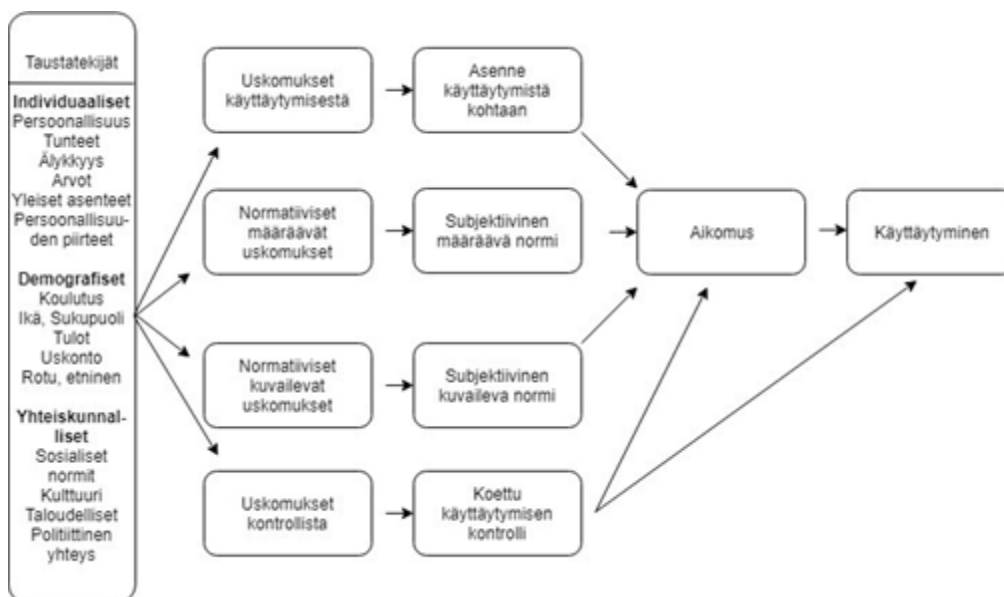 Taustatekijät
Individuaaliset
Persoonallisuus
Tunteet
Älykkyys
Arvot
Yleiset asenteet
Persoonallisuu-
den piirteet
Demografiset
Koulutus
Ikä, Sukupuoli
Tulot
Uskonto
Rotu, etninen
Yhteiskunnal-
liset
Sosialiset
normit
Kulttuuri
Taloudelliset
Politiittinen
yhteys
Uskomukset
käyttäytymisestä
Asenne
käyttäytymistä
kohtaan
Normatiiviset
määräävät
uskomukset
Subjektiivinen
määräävä normi
Aikomus
Käyttäytyminen
Normatiiviset
kuvailevat
uskomukset
Subjektiivinen
kuvaileva normi
Uskomukset
kontrollista
Koettu
käyttäytymisen
kontrolli